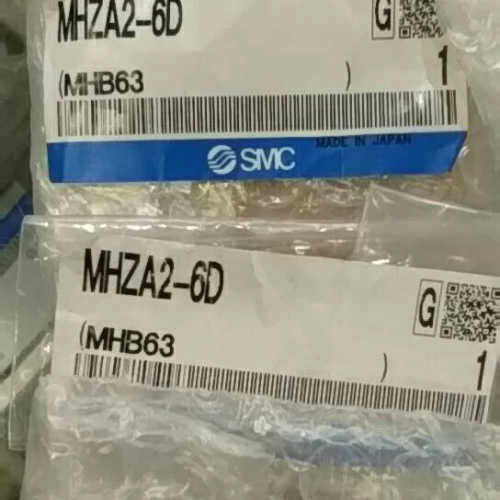 MHZA2-6D
G
(MHB63 )
1
MADE IN JAPAN
SMC
MHZA2-6D
G
(MHB63 )
1